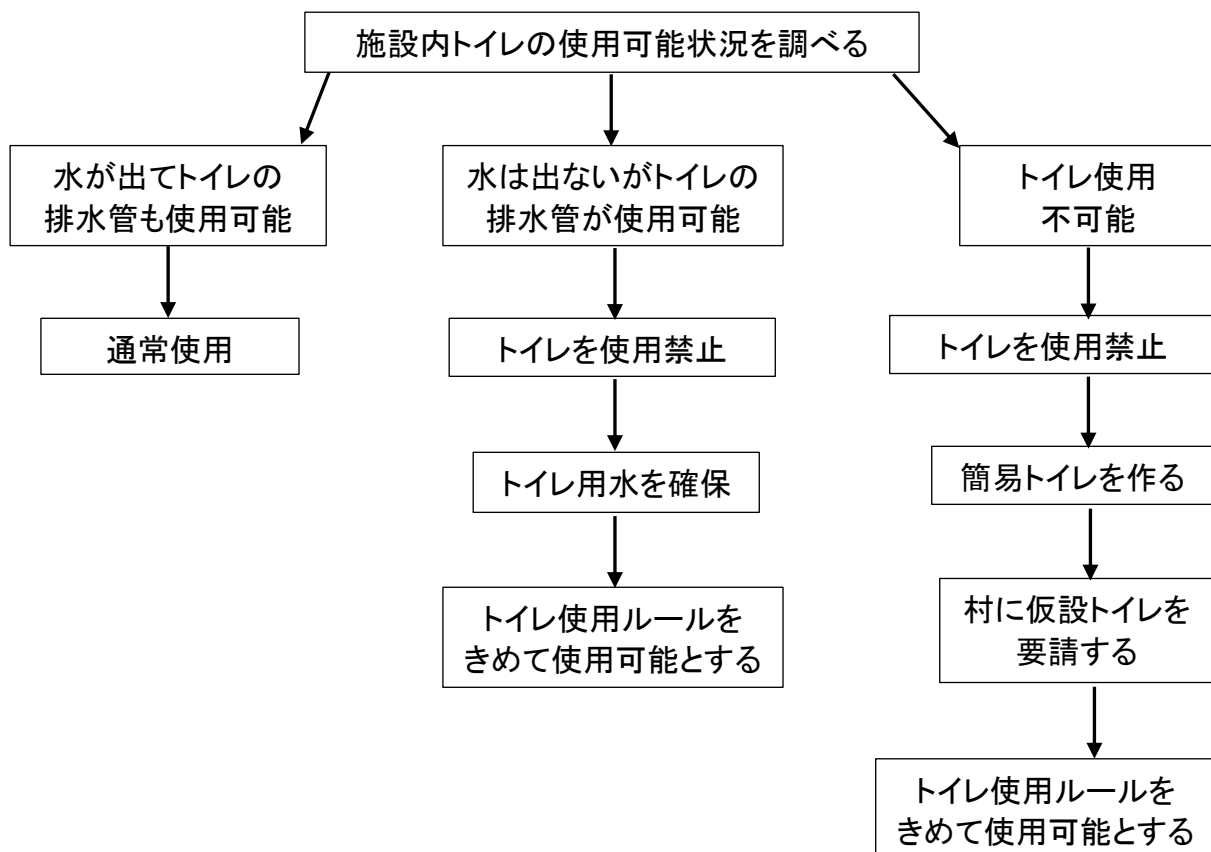 施設内トイレの使用可能状況を調べる
水が出てトイレの
排水管も使用可能
水は出ないがトイレの
排水管が使用可能
トイレ使用
不可能
通常使用
トイレを使用禁止
トイレを使用禁止
トイレ用水を確保
簡易トイレを作る
トイレ使用ルールを
きめて使用可能とする
村に仮設トイレを
要請する
トイレ使用ルールを
きめて使用可能とする